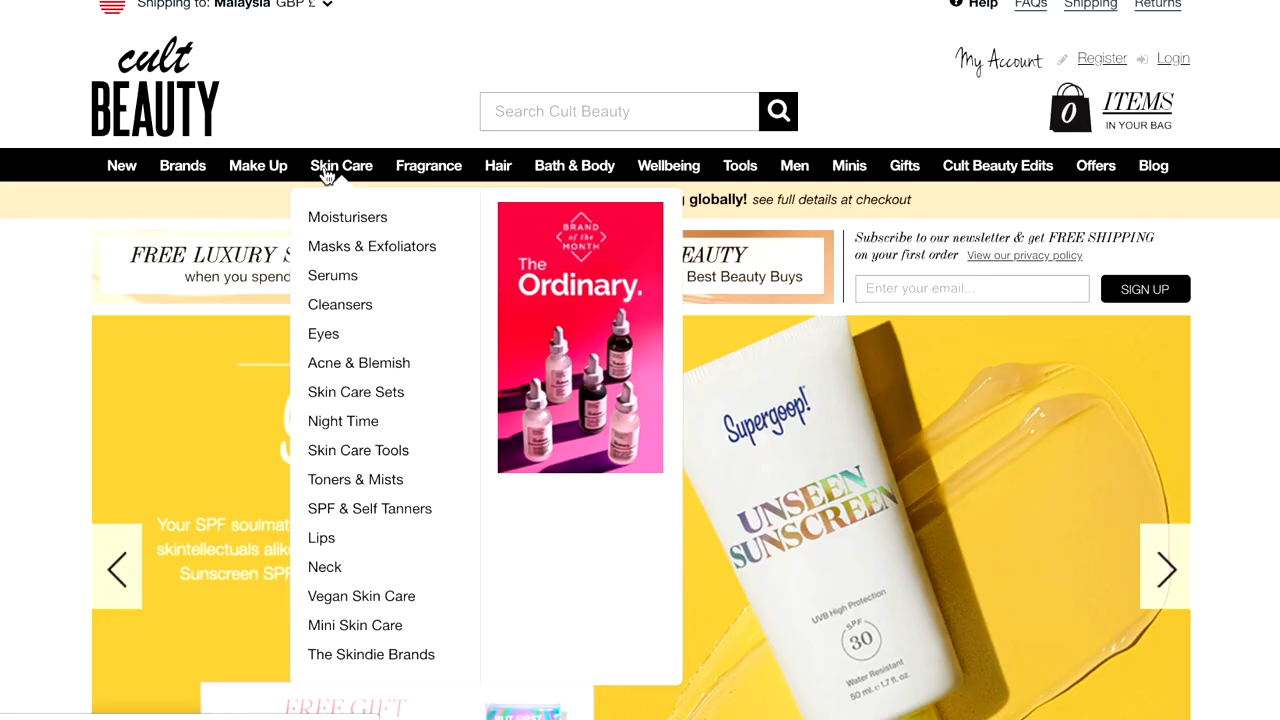 Shipping to: Malaysia GBP £
Help FAQs Shipping Returns
cult
BEAUTY
My Account Register Login
Search Cult Beauty
0 ITEMS
IN YOUR BAG
New Brands Make Up Skin Care Fragrance Hair Bath & Body Wellbeing Tools Men Minis Gifts Cult Beauty Edits Offers Blog
globally! see full details at checkout
FREE LUXURY
when you spend
EAUTY
Best Beauty Buys
Subscribe to our newsletter & get FREE SHIPPING
on your first order View our privacy policy
Enter your email... SIGN UP
Moisturisers
Masks & Exfoliators
Serums
Cleansers
Eyes
Acne & Blemish
Skin Care Sets
Night Time
Skin Care Tools
Toners & Mists
SPF & Self Tanners
Lips
Neck
Vegan Skin Care
Mini Skin Care
The Skindie Brands
BRAND
of the
MONTH
The
Ordinary.
Your SPF soulmat
skintellectuals alik
Sunscreen SPF
Supergoop!
UNSEEN
SUNSCREEN
UVB High Protection
SPF
30
Water Resistant
50 ml. e 1.7 fl. oz.
FREE GIFT
BUT FIRST